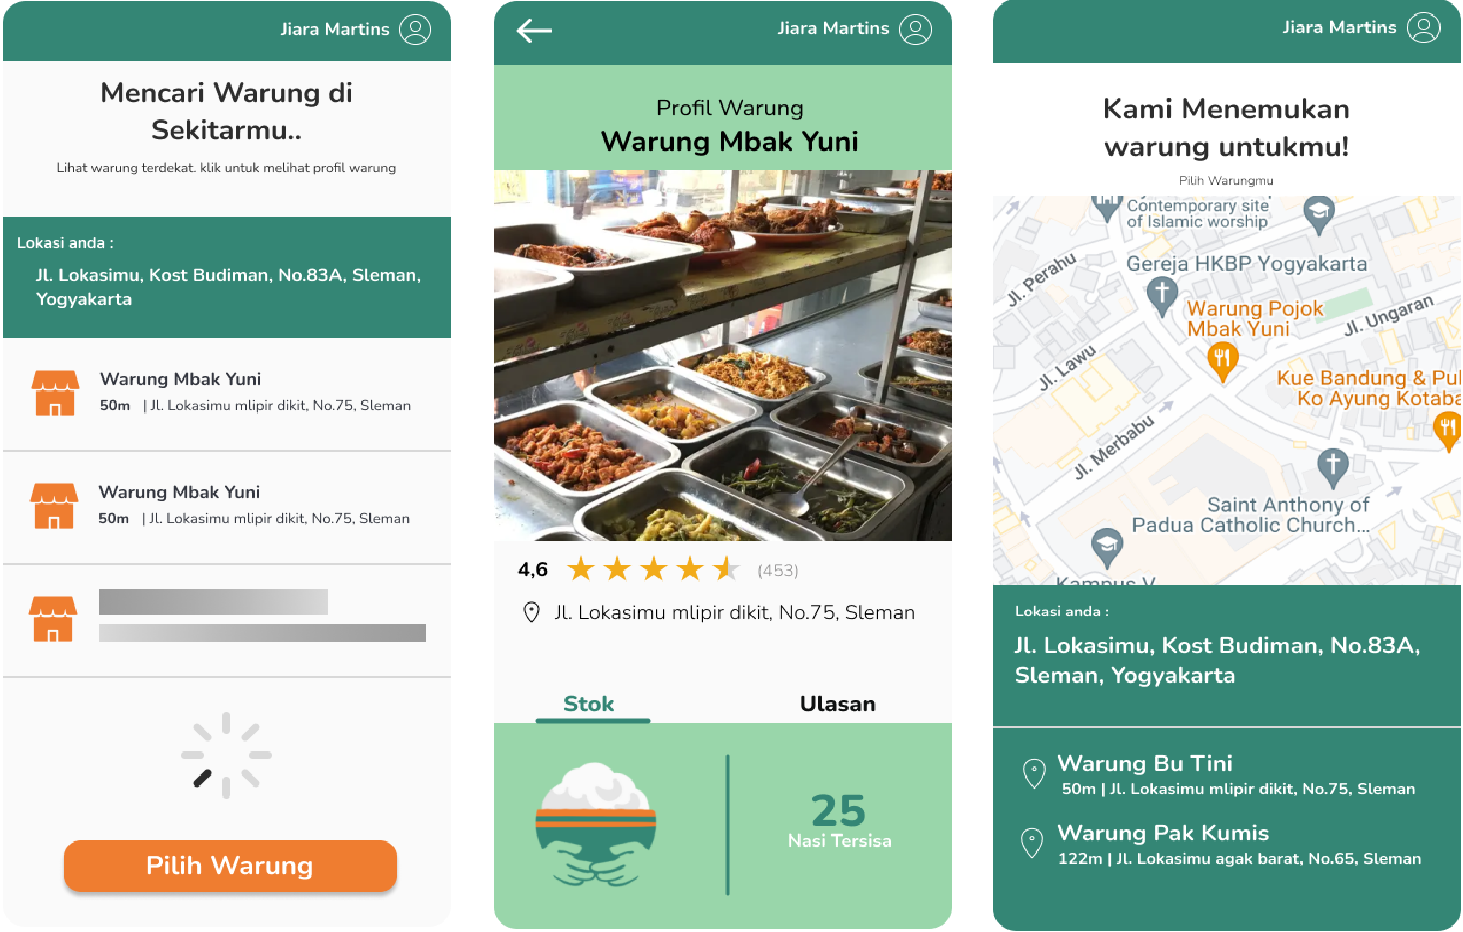 Jiara Martins
Mencari Warung di
Sekitarmu..
Lihat warung terdekat. klik untuk melihat profil warung
Lokasi anda :
Jl. Lokasimu, Kost Budiman, No.83A, Sleman,
Yogyakarta
Warung Mbak Yuni
50m | Jl. Lokasimu mlipir dikit, No.75, Sleman
Warung Mbak Yuni
50m | Jl. Lokasimu mlipir dikit, No.75, Sleman
Pilih Warung
Jiara Martins
Profil Warung
Warung Mbak Yuni
4,6 (453)
Jl. Lokasimu mlipir dikit, No.75, Sleman
Stok Ulasan
25
Nasi Tersisa
Jiara Martins
Kami Menemukan
warung untukmu!
Pilih Warungmu
Contemporary site
of Islamic worship
Gereja HKBP Yogyakarta
Jl. Perahu
Warung Pojok
Mbak Yuni
Jl. Ungaran
Jl. Lawu
Kue Bandung & Puk
Ko Ayung Kotaba
Jl. Merbabu
Saint Anthony of
Padua Catholic Church...
Kampus V
Lokasi anda :
Jl. Lokasimu, Kost Budiman, No.83A,
Sleman, Yogyakarta
Warung Bu Tini
50m | Jl. Lokasimu mlipir dikit, No.75, Sleman
Warung Pak Kumis
122m | Jl. Lokasimu agak barat, No.65, Sleman